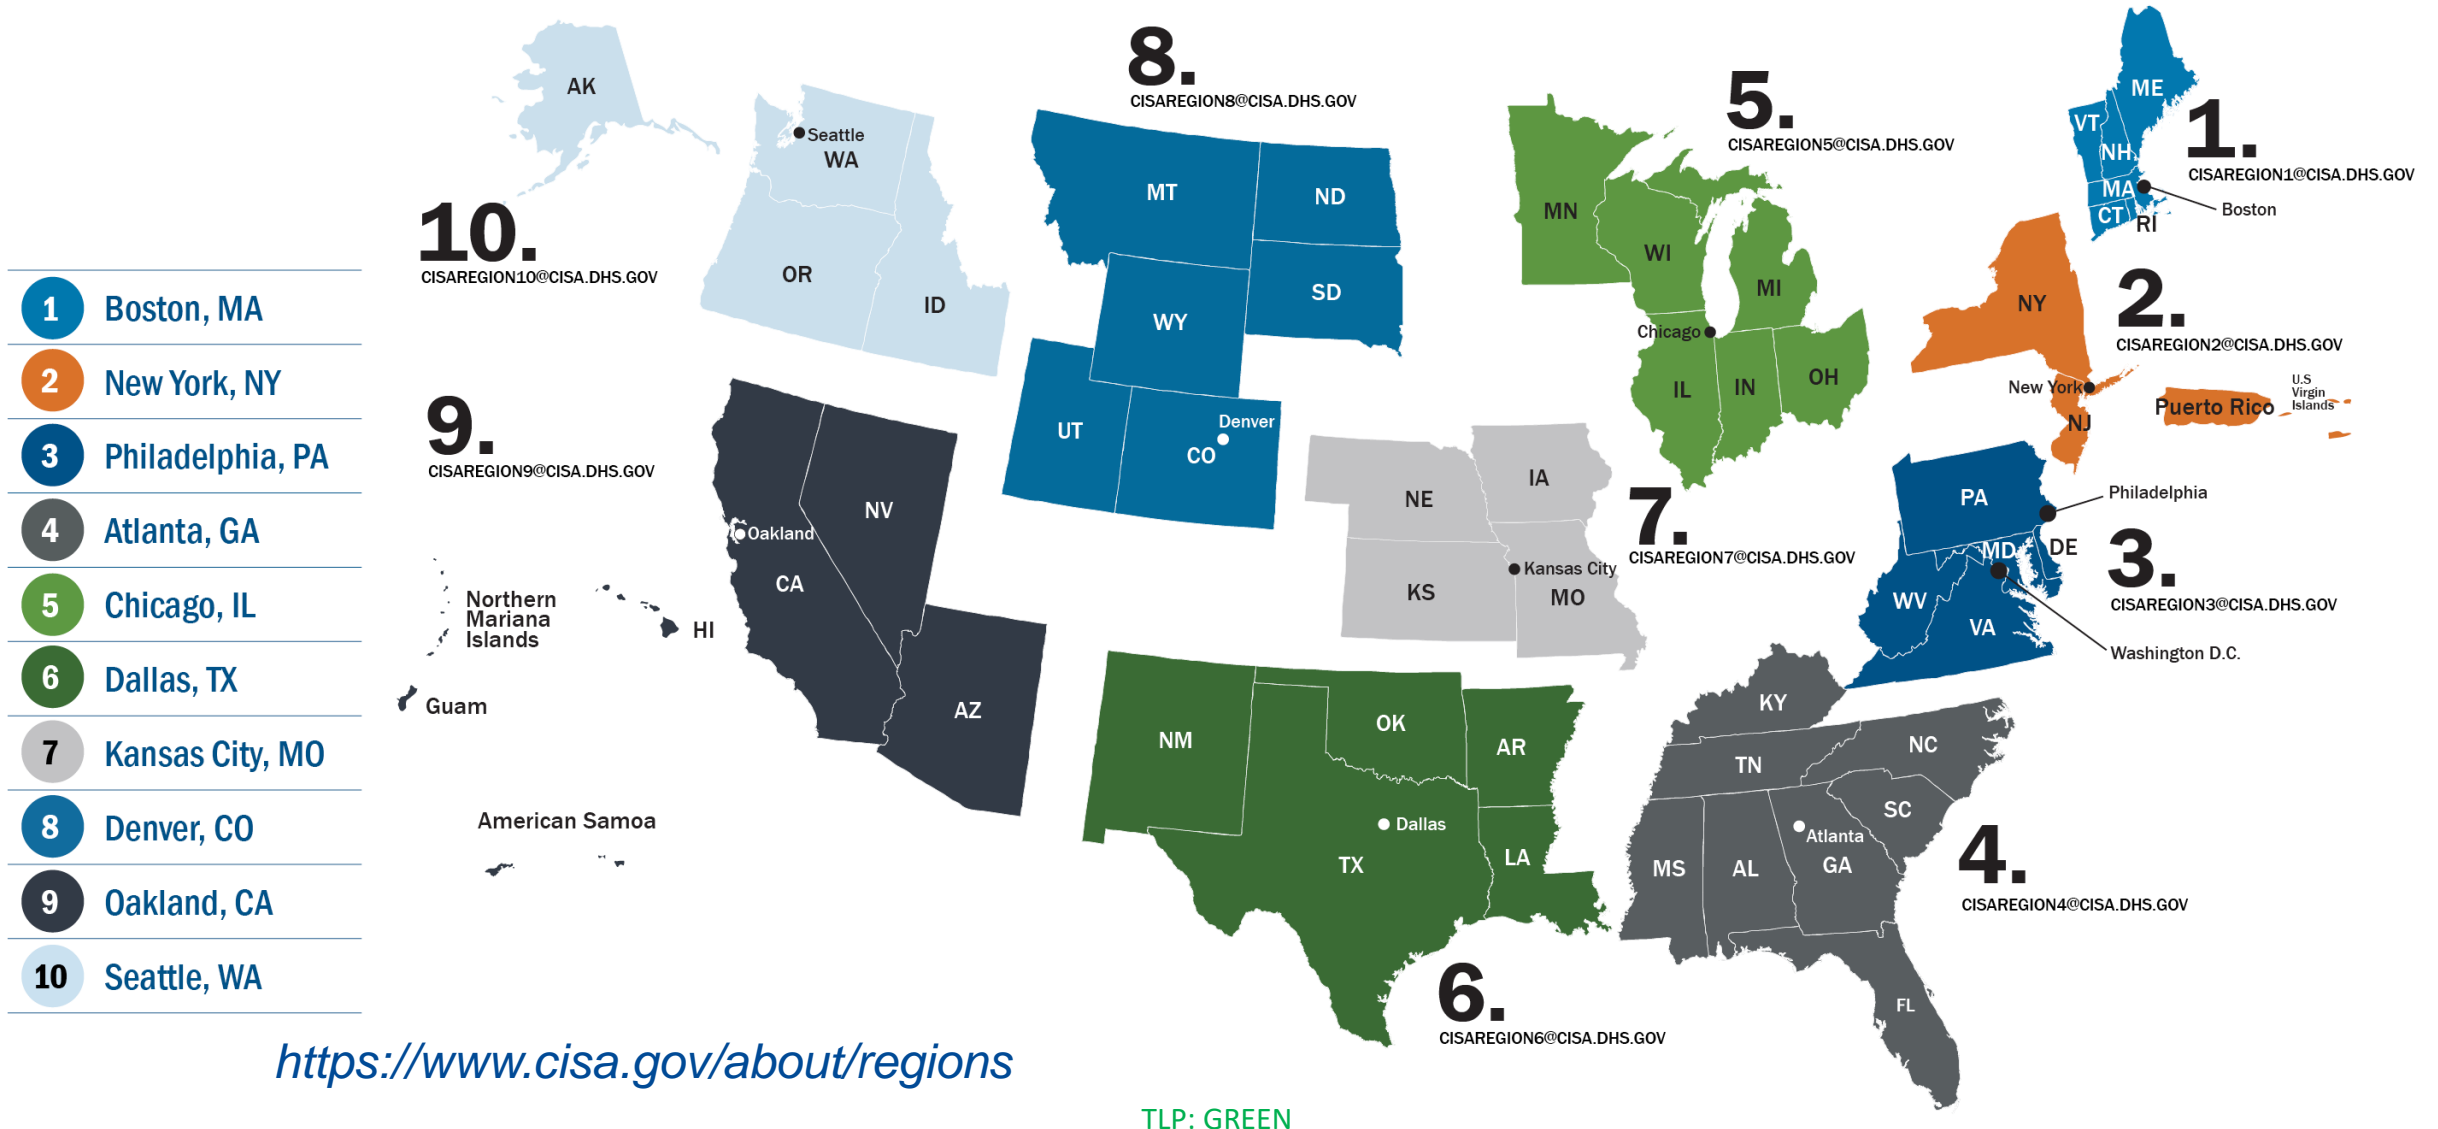 1 Boston, MA
2 New York, NY
3 Philadelphia, PA
4 Atlanta, GA
5 Chicago, IL
6 Dallas, TX
7 Kansas City, MO
8 Denver, CO
9 Oakland, CA
10 Seattle, WA
https://www.cisa.gov/about/regions
10.
CISAREGION10@CISA.DHS.GOV
AK
Seattle
WA
OR
ID
9.
CISAREGION9@CISA.DHS.GOV
NV
Oakland
CA
AZ
Northern
Mariana
Islands
HI
Guam
American Samoa
8.
CISAREGION8@CISA.DHS.GOV
MT
ND
SD
WY
UT
Denver
CO
5.
CISAREGION5@CISA.DHS.GOV
MN
WI
MI
Chicago
IL
IN
OH
7.
CISAREGION7@CISA.DHS.GOV
NE
IA
KS
Kansas City
MO
6.
CISAREGION6@CISA.DHS.GOV
NM
OK
AR
Dallas
TX
LA
1.
CISAREGION1@CISA.DHS.GOV
ME
VT
NH
MA
CT
RI
Boston
2.
CISAREGION2@CISA.DHS.GOV
NY
New York
NJ
Puerto Rico
U.S
Virgin
Islands
3.
CISAREGION3@CISA.DHS.GOV
PA
Philadelphia
MD
DE
WV
VA
Washington D.C.
4.
CISAREGION4@CISA.DHS.GOV
KY
TN
NC
SC
MS
AL
Atlanta
GA
FL
TLP: GREEN